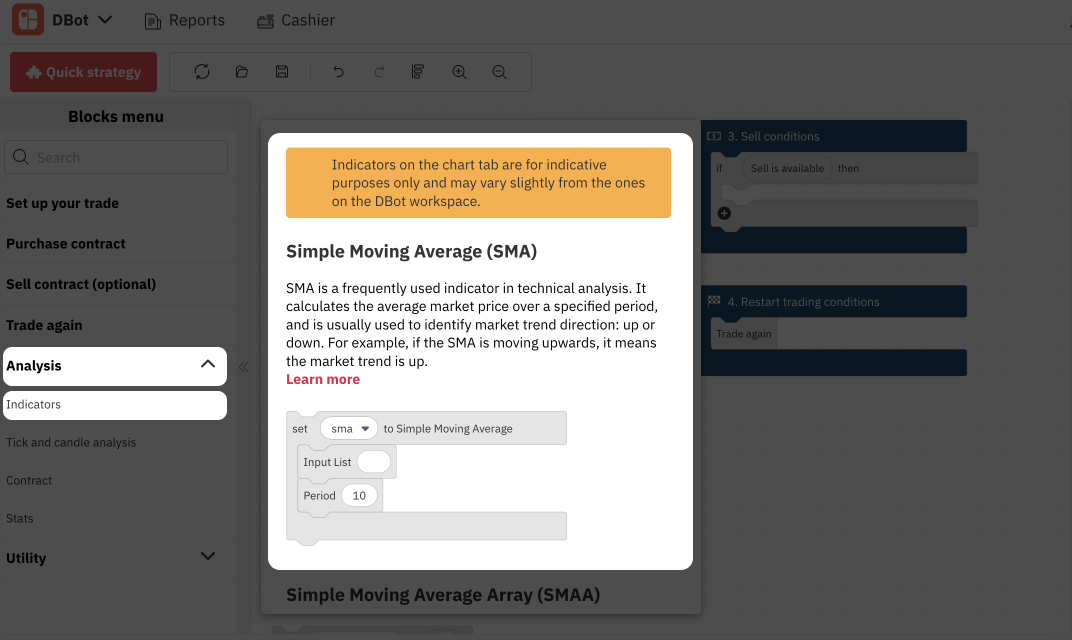 DBot
Reports
Cashier
Quick strategy
Blocks menu
Search
Set up your trade
Purchase contract
Sell contract (optional)
Trade again
Analysis
Indicators
Tick and candle analysis
Contract
Stats
Utility
Indicators on the chart tab are for indicative
purposes only and may vary slightly from the ones
on the DBot workspace.
Simple Moving Average (SMA)
SMA is a frequently used indicator in technical analysis. It
calculates the average market price over a specified period,
and is usually used to identify market trend direction: up or
down. For example, if the SMA is moving upwards, it means
the market trend is up.
Learn more
set sma to Simple Moving Average
Input List
Period 10
Simple Moving Average Array (SMAA)
3. Sell conditions
if Sell is available then
4. Restart trading conditions
Trade again